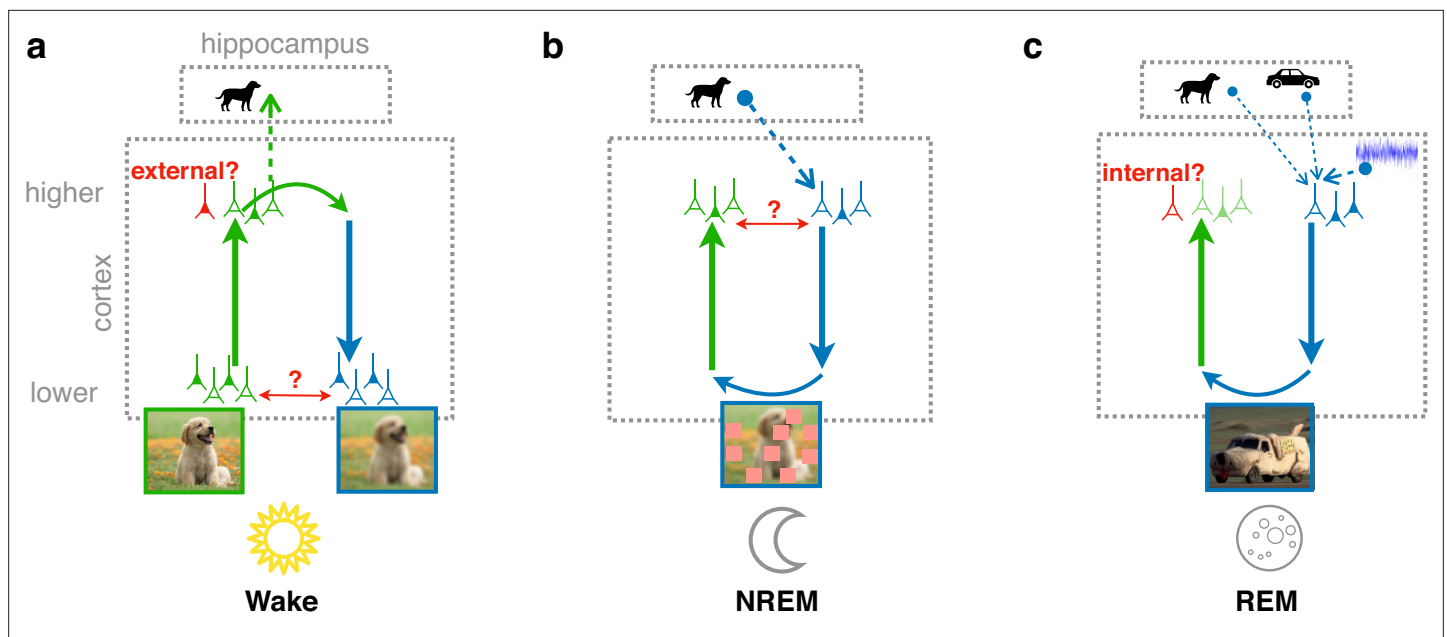 a
hippocampus
external?
higher
cortex
lower
?
Wake
b
?
NREM
c
internal?
REM